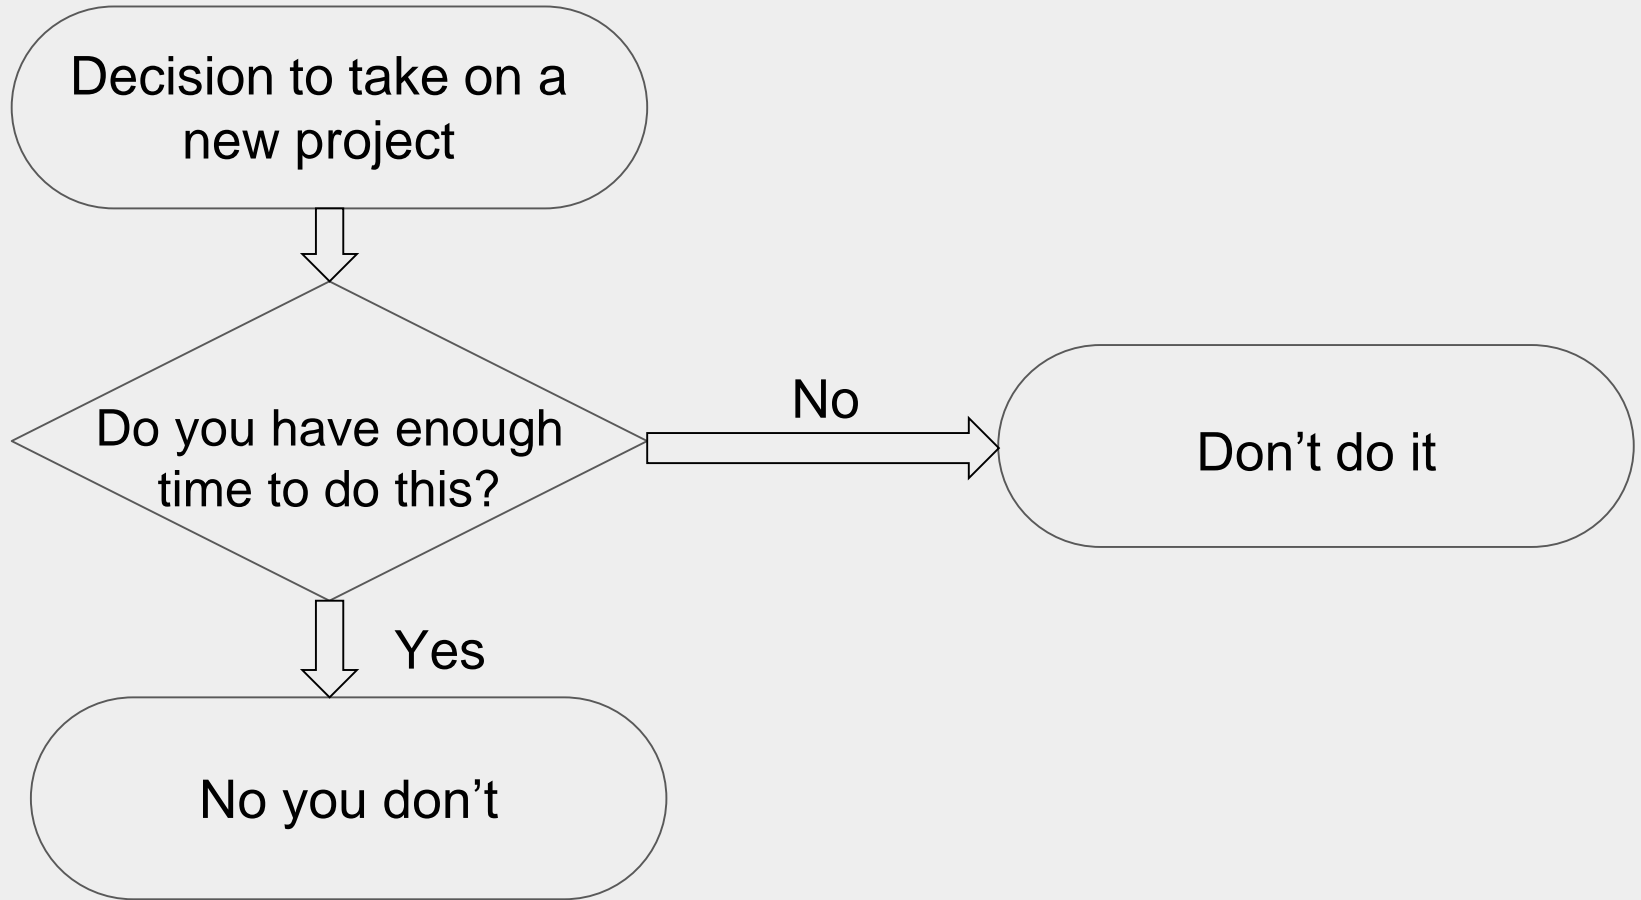 Decision to take on a
new project
Do you have enough
time to do this?
No
Don’t do it
Yes
No you don’t